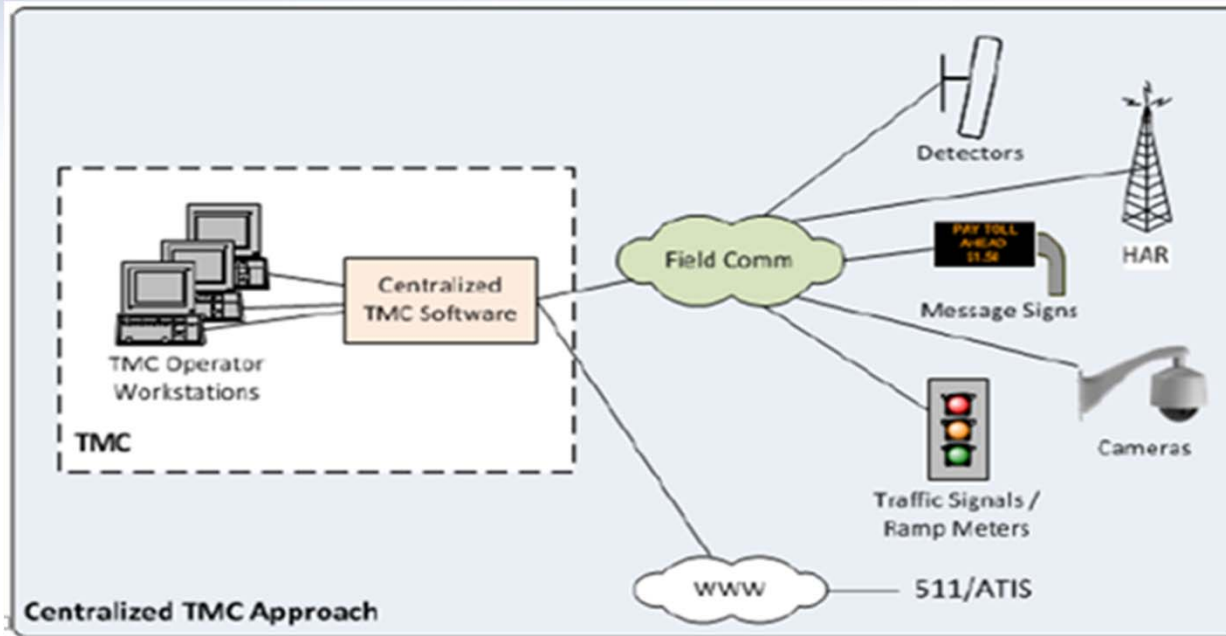 Detectors
HAR
Field Comm
PAY TOLL
AHEAD
$1.50
Message Signs
Centralized
TMC Software
TMC Operator
Workstations
TMC
Cameras
Traffic Signals /
Ramp Meters
WWW
511/ATIS
Centralized TMC Approach